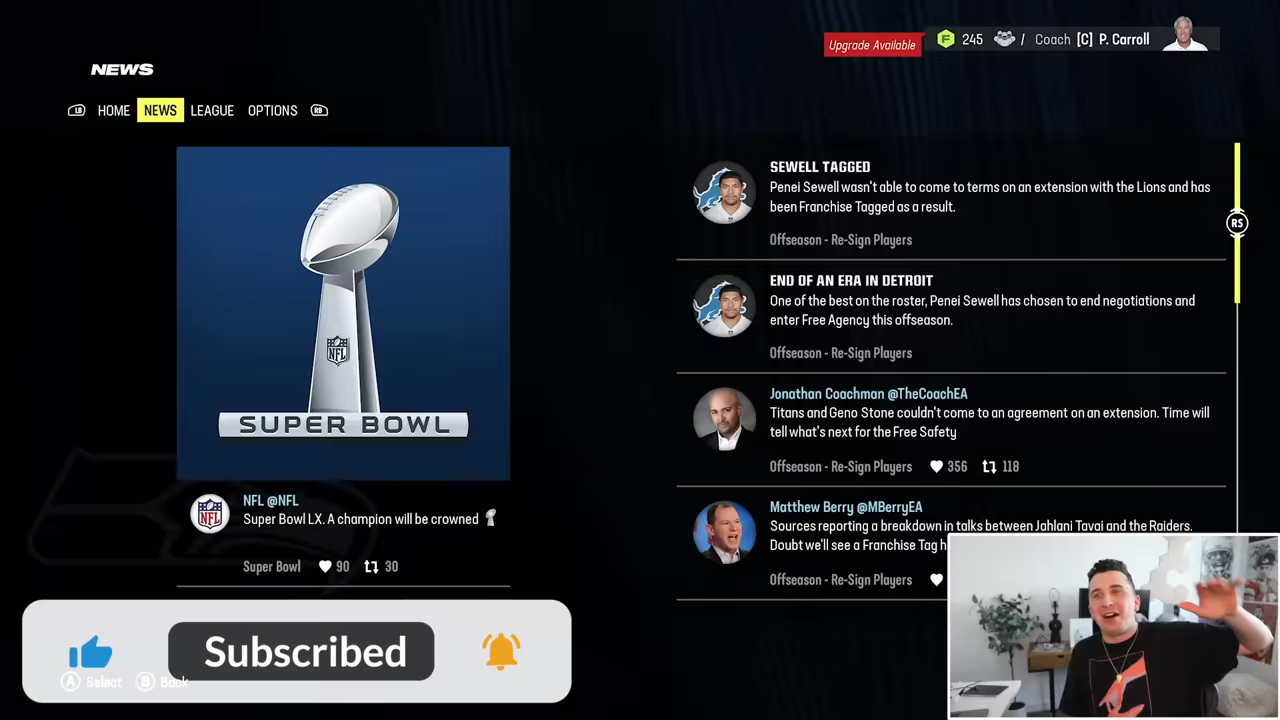 Upgrade Available
245
/ Coach [C] P. Carroll
NEWS
LB HOME NEWS LEAGUE OPTIONS RB
NFL
SUPER BOWL
NFL @NFL
Super Bowl LX. A champion will be crowned
Super Bowl 90 30
SEWELL TAGGED
Penei Sewell wasn't able to come to terms on an extension with the Lions and has
been Franchise Tagged as a result.
Offseason - Re-Sign Players
RS
END OF AN ERA IN DETROIT
One of the best on the roster, Penei Sewell has chosen to end negotiations and
enter Free Agency this offseason.
Offseason - Re-Sign Players
Jonathan Coachman @TheCoachEA
Titans and Geno Stone couldn't come to an agreement on an extension. Time will
tell what's next for the Free Safety
Offseason - Re-Sign Players 356 118
Matthew Berry @MBerryEA
Sources reporting a breakdown in talks between Jahlani Tavai and the Raiders.
Doubt we'll see a Franchise Tag
Offseason - Re-Sign Players
Subscribed
A Select B Back